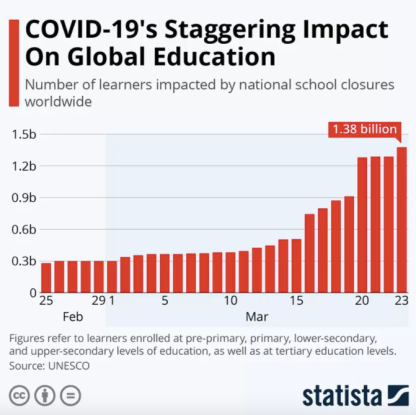 COVID-19's Staggering Impact
On Global Education
Number of learners impacted by national school closures
worldwide
1.38 billion
1.5b
1.2b
0.9b
0.6b
0.3b
0
25 29 1 5 10 15 20 23
Feb Mar
Figures refer to learners enrolled at pre-primary, primary, lower-secondary,
and upper-secondary levels of education, as well as at tertiary education levels.
Source: UNESCO
cc
statista